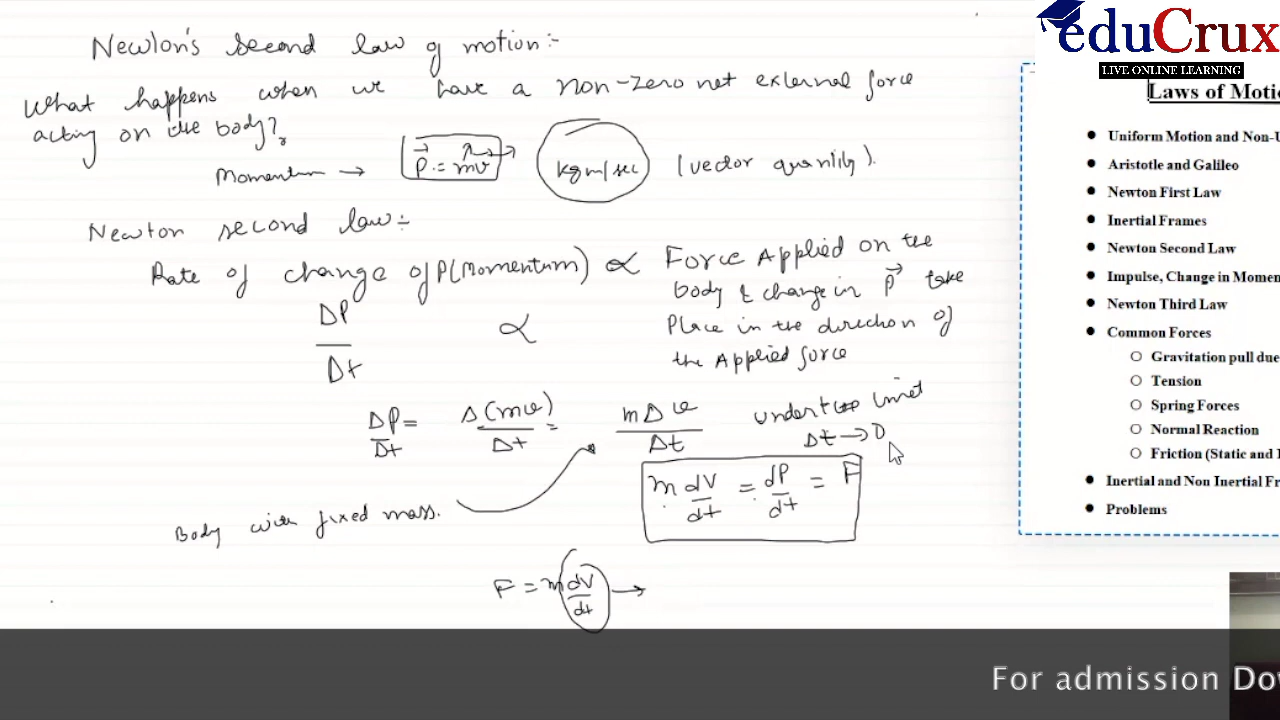 Newton's second law of motion:-
What happens when we have a non-zero net external force
acting on the body?
Momentum → P⃗ = mv kgm/sec (vector quantity).
Newton second law:-
Rate of change of P(Momentum) ∝ Force Applied on the
body & change in P⃗ take
Place in the direction of
the Applied force
ΔP/Δt ∝
ΔP/Δt = Δ(mv)/Δt = mΔv/Δt under the limit
Δt → 0
m dV/dt = dP/dt = F
Body with fixed mass.
F = m dV/dt →
eduCrux
LIVE ONLINE LEARNING
Laws of Moti
● Uniform Motion and Non-U
● Aristotle and Galileo
● Newton First Law
● Inertial Frames
● Newton Second Law
● Impulse, Change in Momen
● Newton Third Law
● Common Forces
○ Gravitation pull due
○ Tension
○ Spring Forces
○ Normal Reaction
○ Friction (Static and
● Inertial and Non Inertial Fr
● Problems
For admission Do